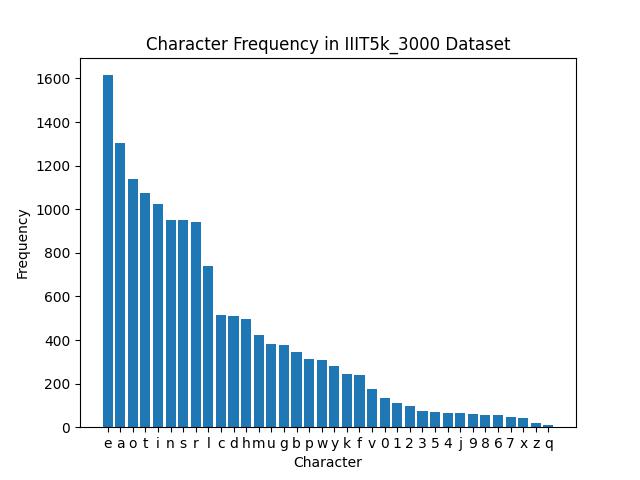 Character Frequency in IIIT5k_3000 Dataset
1600
1400
1200
1000
800
600
400
200
0
Frequency
e a o t i n s r l c d h m u g b p w y k f v 0 1 2 3 5 4 j 9 8 6 7 x z q
Character